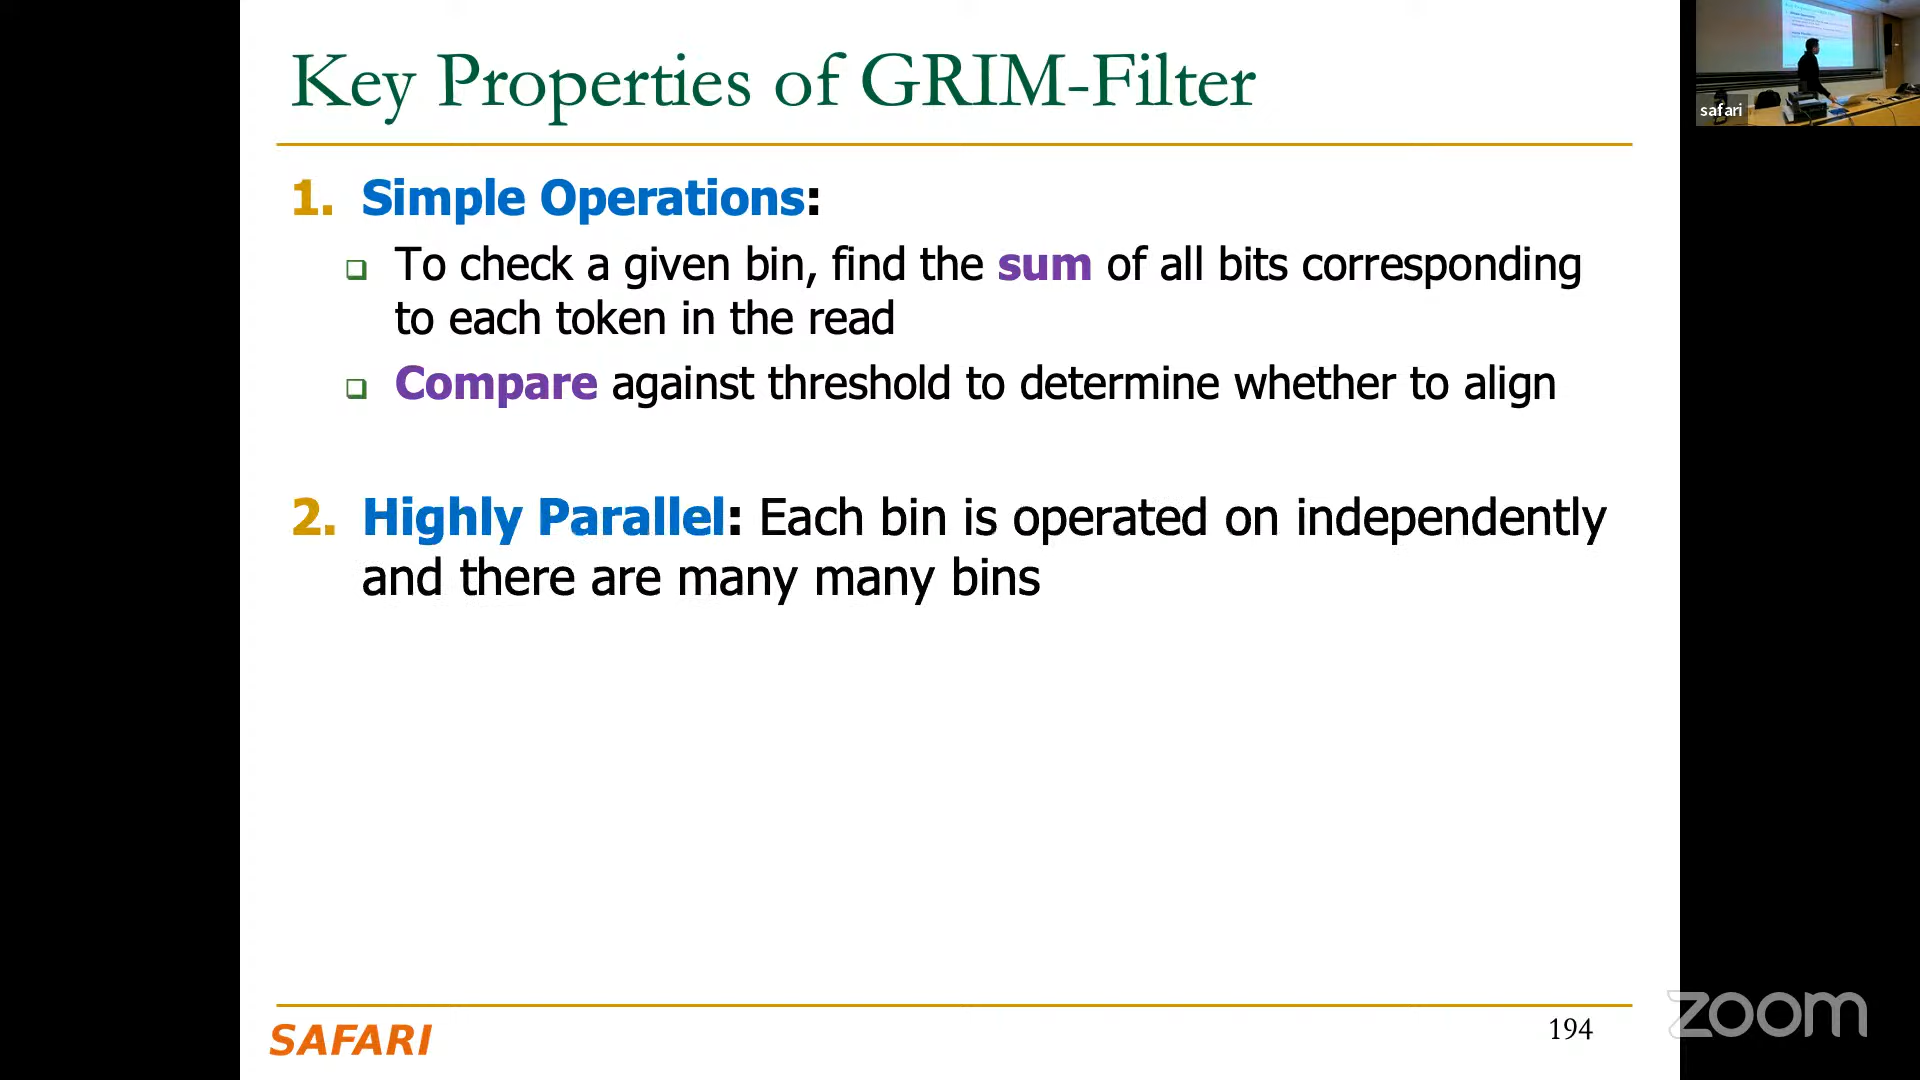 Key Properties of GRIM-Filter
1. Simple Operations:
❑ To check a given bin, find the sum of all bits corresponding
to each token in the read
❑ Compare against threshold to determine whether to align
2. Highly Parallel: Each bin is operated on independently
and there are many many bins
SAFARI
194
safari
zoom